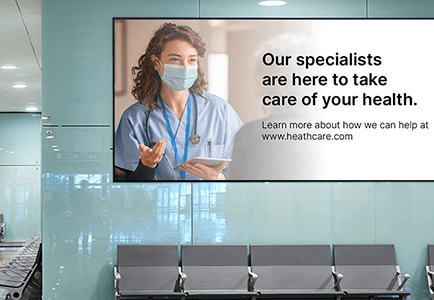 Our specialists
are here to take
care of your health.
Learn more about how we can help at
www.heathcare.com